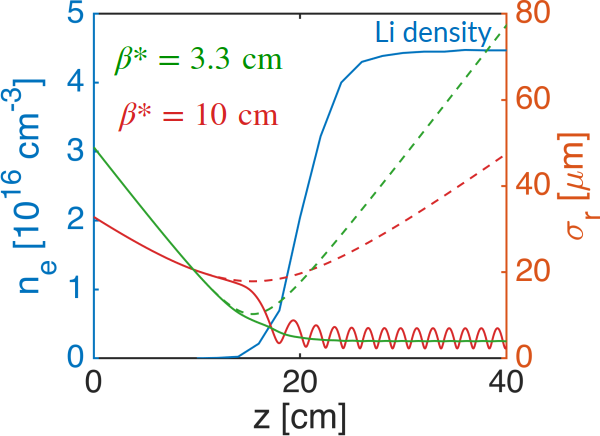 5
4
3
2
1
0
n_e [10^16 cm^-3]
Li density
β* = 3.3 cm
β* = 10 cm
80
60
40
20
0
σ_r [μm]
0 20 40
z [cm]